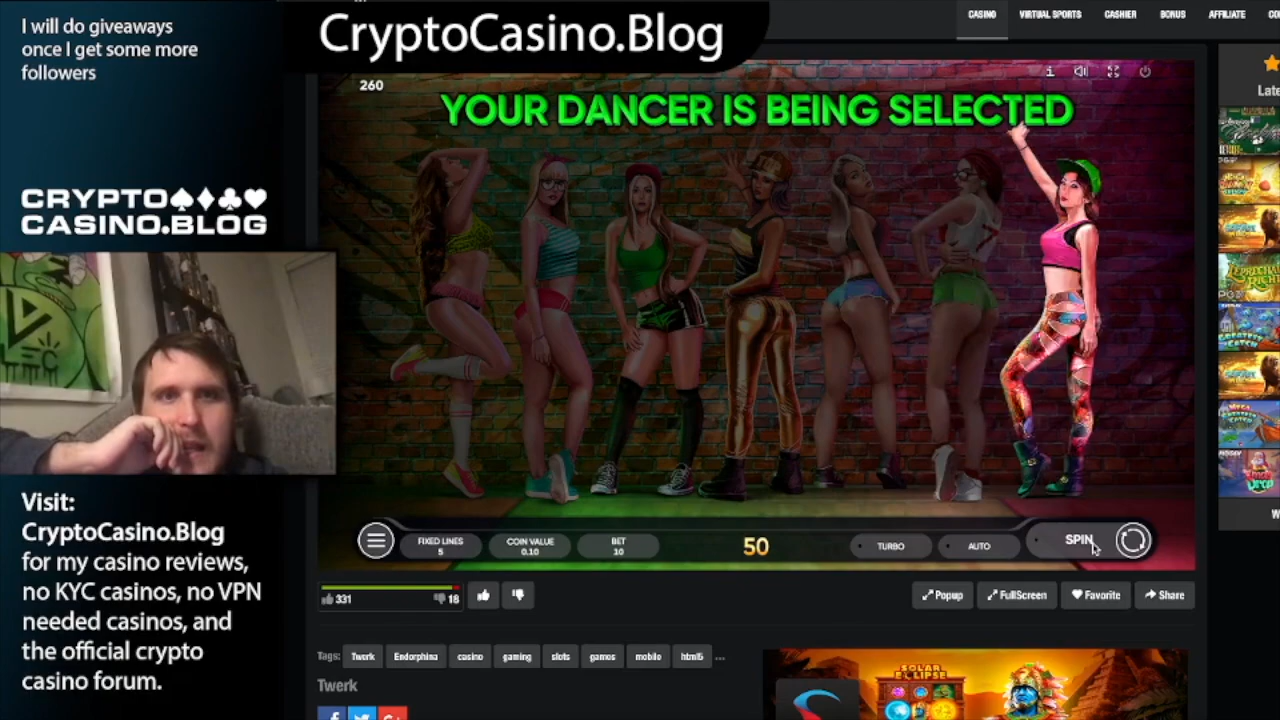 I will do giveaways
once I get some more
followers
CryptoCasino.Blog
CASINO
VIRTUAL SPORTS
CASHIER
BONUS
AFFILIATE
260
YOUR DANCER IS BEING SELECTED
CRYPTO
CASINO.BLOG
Visit:
CryptoCasino.Blog
for my casino reviews,
no KYC casinos, no VPN
needed casinos, and
the official crypto
casino forum.
FIXED LINES
5
COIN VALUE
0.10
BET
10
50
TURBO
AUTO
SPIN
331
18
Popup
FullScreen
Favorite
Share
Tags: Twerk Endorphina casino gaming slots games mobile html5 ...
Twerk
SOLAR
ECLIPSE